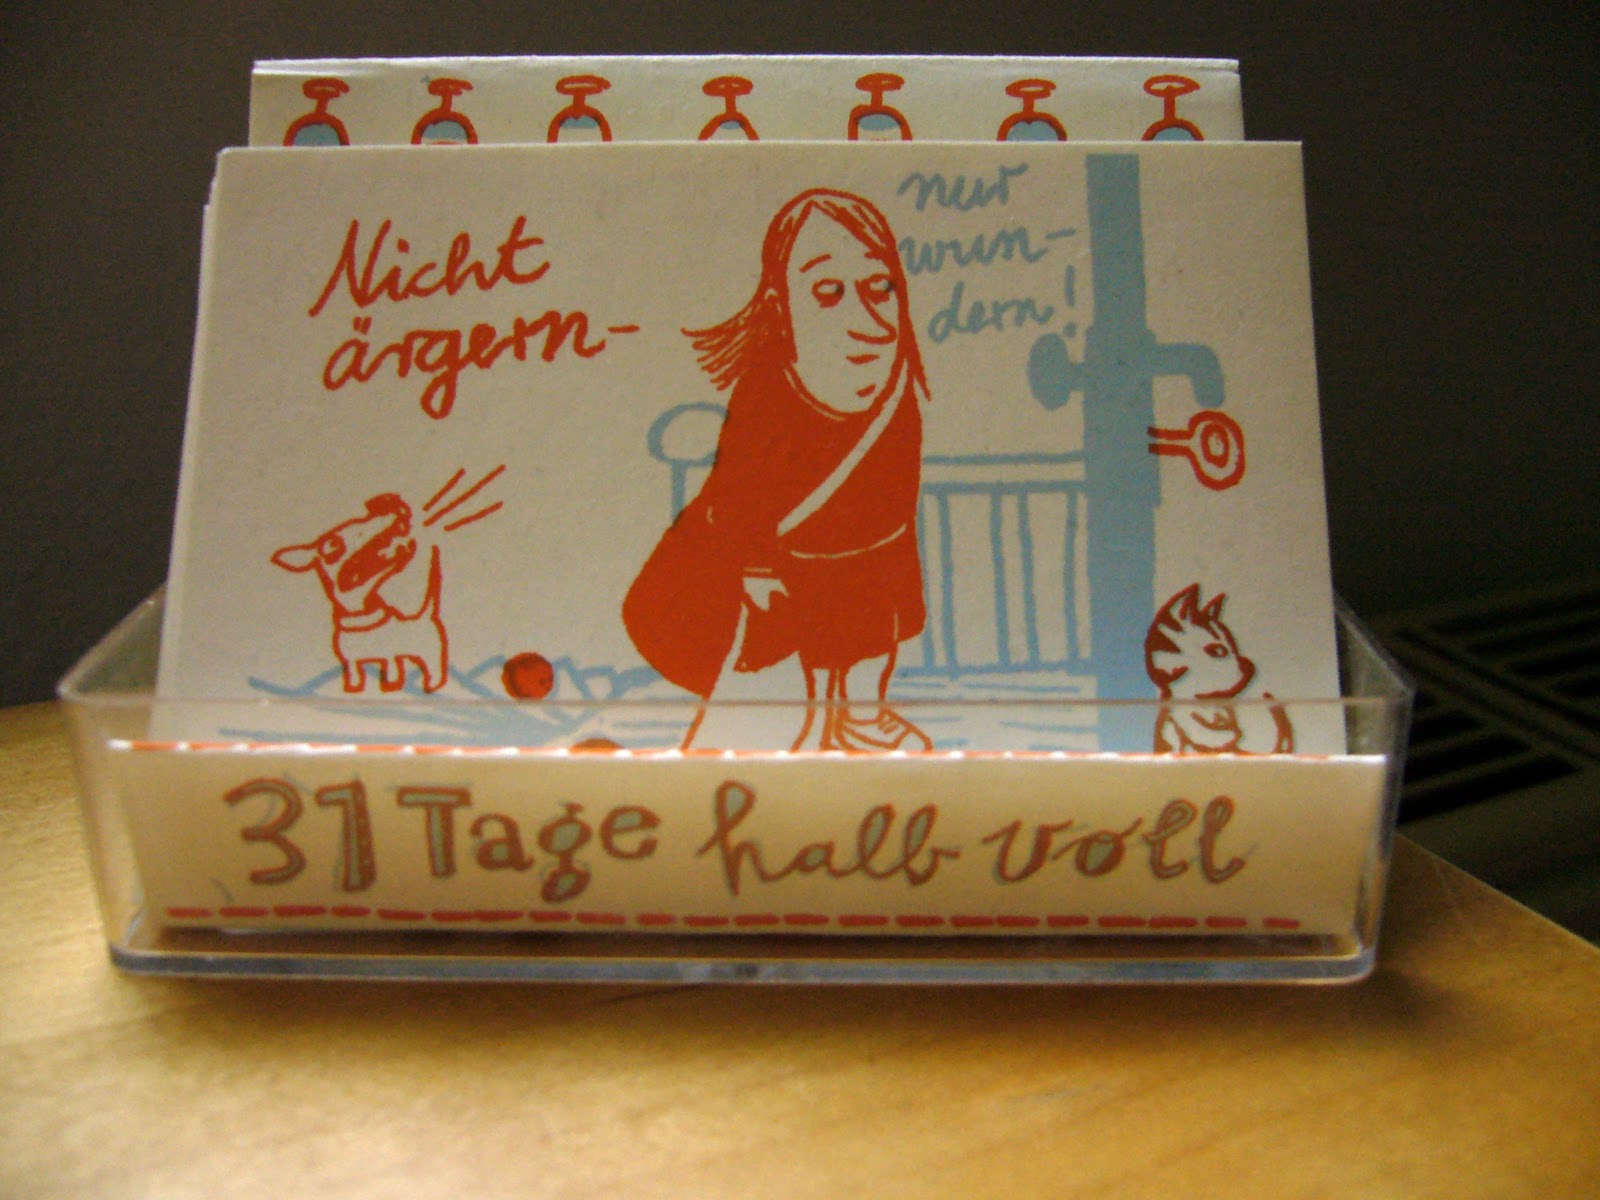 Nicht
ärgern-
nur
wun-
dern!
31 Tage halb voll